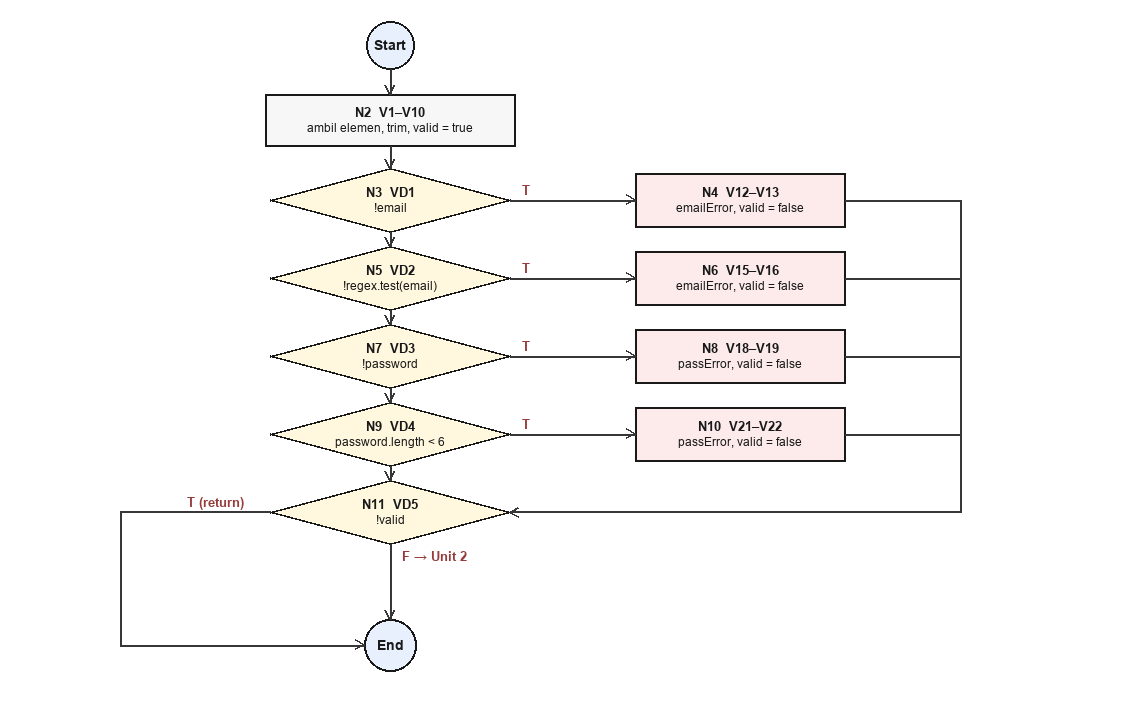 Start
N2 V1–V10
ambil elemen, trim, valid = true
N3 VD1
!email
T
N4 V12–V13
emailError, valid = false
N5 VD2
!regex.test(email)
T
N6 V15–V16
emailError, valid = false
N7 VD3
!password
T
N8 V18–V19
passError, valid = false
N9 VD4
password.length < 6
T
N10 V21–V22
passError, valid = false
T (return)
N11 VD5
!valid
F → Unit 2
End